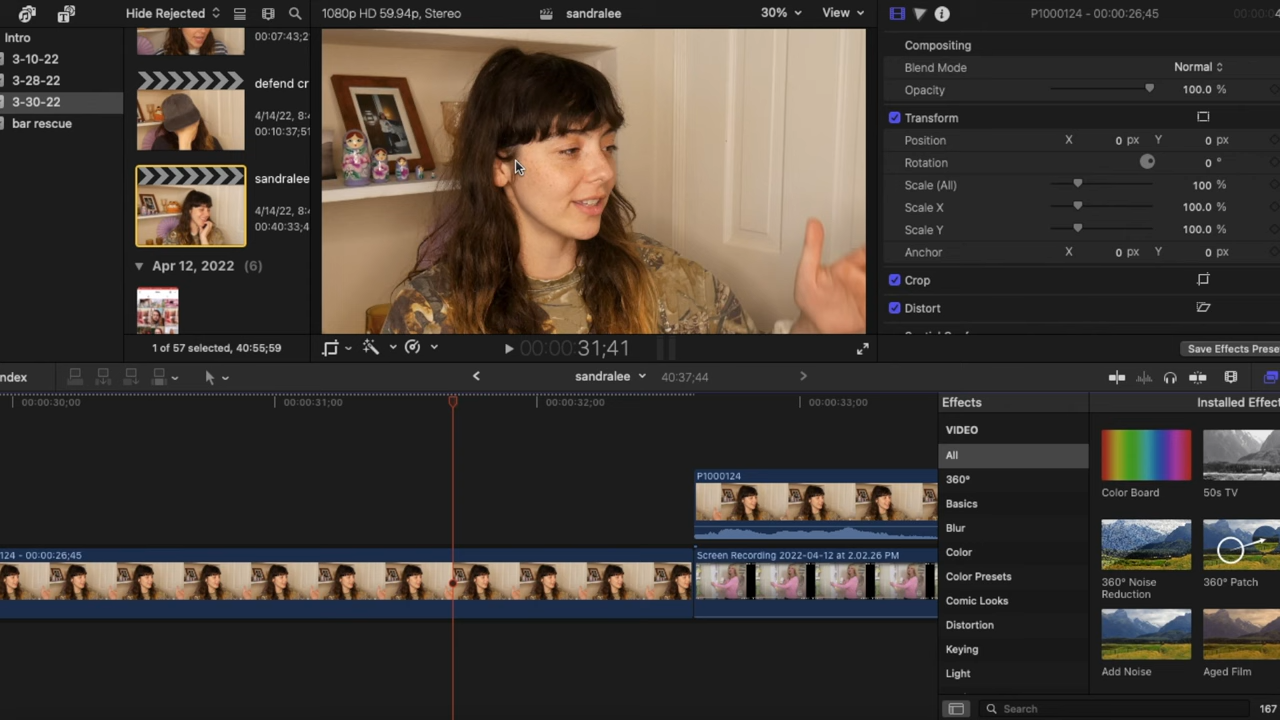 Hide Rejected
1080p HD 59.94p, Stereo
sandralee
30%
View
P1000124 - 00:00:26;45
Intro
3-10-22
3-28-22
3-30-22
bar rescue
00:07:43;2
defend cr
4/14/22, 8:4
00:10:37;51
sandralee
4/14/22, 8:4
00:40:33;4
Apr 12, 2022 (6)
1 of 57 selected, 40:55;59
00:00:31;41
Compositing
Blend Mode Normal
Opacity 100.0 %
Transform
Position X 0 px Y 0 px
Rotation 0 °
Scale (All) 100 %
Scale X 100.0 %
Scale Y 100.0 %
Anchor X 0 px Y 0 px
Crop
Distort
Save Effects Prese
ndex
sandralee
40:37;44
00:00:30;00
00:00:31;00
00:00:32;00
00:00:33;00
P1000124
124 - 00:00:26;45
Screen Recording 2022-04-12 at 2.02.26 PM
Effects
Installed Effect
VIDEO
All
360°
Basics
Blur
Color
Color Presets
Comic Looks
Distortion
Keying
Light
Color Board
50s TV
360° Noise
Reduction
360° Patch
Add Noise
Aged Film
Search
167